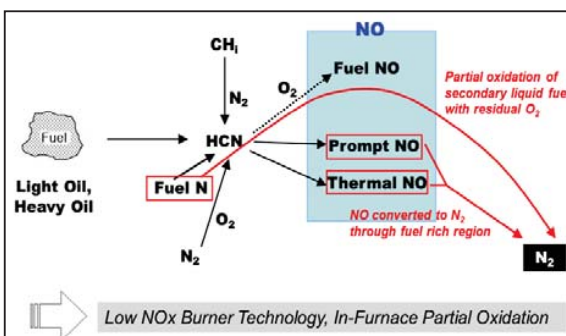 NO
CHi
Fuel NO
O2
Partial oxidation of
secondary liquid fuel
with residual O2
N2
Fuel
HCN
Prompt NO
Light Oil,
Heavy Oil
Fuel N
Thermal NO
O2
NO converted to N2
through fuel rich region
N2
N2
Low NOx Burner Technology, In-Furnace Partial Oxidation